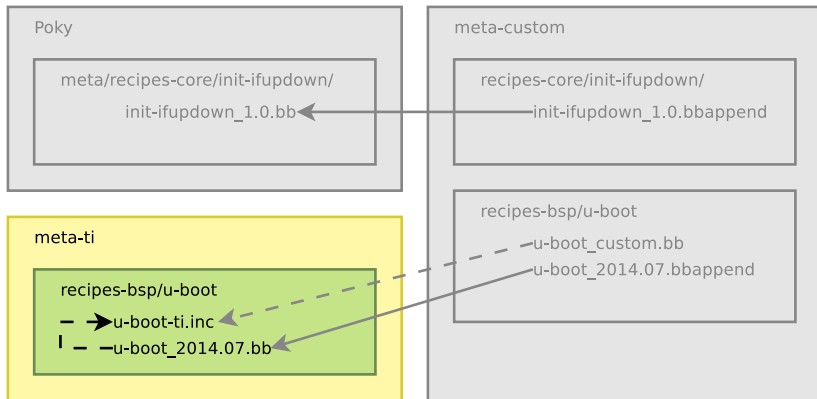 Poky
meta/recipes-core/init-ifupdown/
init-ifupdown_1.0.bb
meta-custom
recipes-core/init-ifupdown/
init-ifupdown_1.0.bbappend
recipes-bsp/u-boot
u-boot_custom.bb
u-boot_2014.07.bbappend
meta-ti
recipes-bsp/u-boot
u-boot-ti.inc
u-boot_2014.07.bb